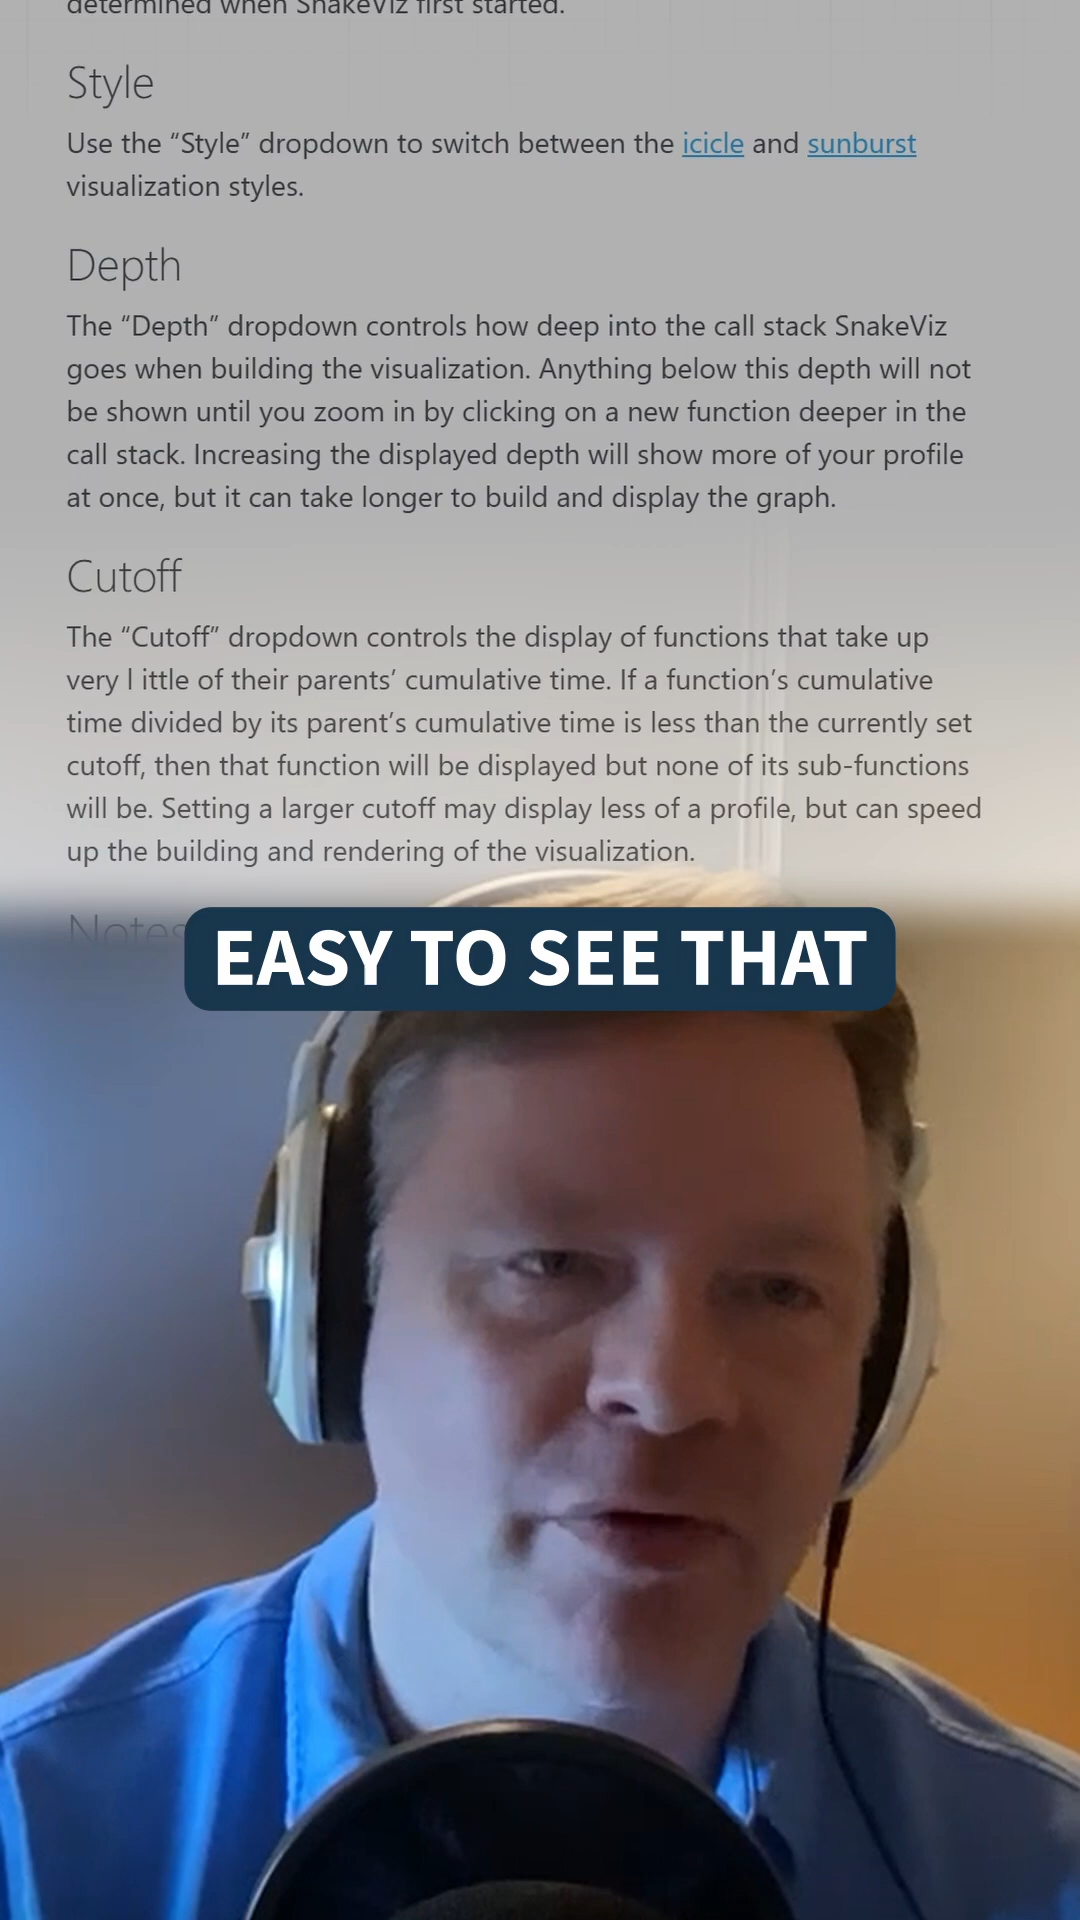 determined when SnakeViz first started.
Style
Use the “Style” dropdown to switch between the icicle and sunburst
visualization styles.
Depth
The “Depth” dropdown controls how deep into the call stack SnakeViz
goes when building the visualization. Anything below this depth will not
be shown until you zoom in by clicking on a new function deeper in the
call stack. Increasing the displayed depth will show more of your profile
at once, but it can take longer to build and display the graph.
Cutoff
The “Cutoff” dropdown controls the display of functions that take up
very l ittle of their parents’ cumulative time. If a function’s cumulative
time divided by its parent’s cumulative time is less than the currently set
cutoff, then that function will be displayed but none of its sub-functions
will be. Setting a larger cutoff may display less of a profile, but can speed
up the building and rendering of the visualization.
Notes
EASY TO SEE THAT